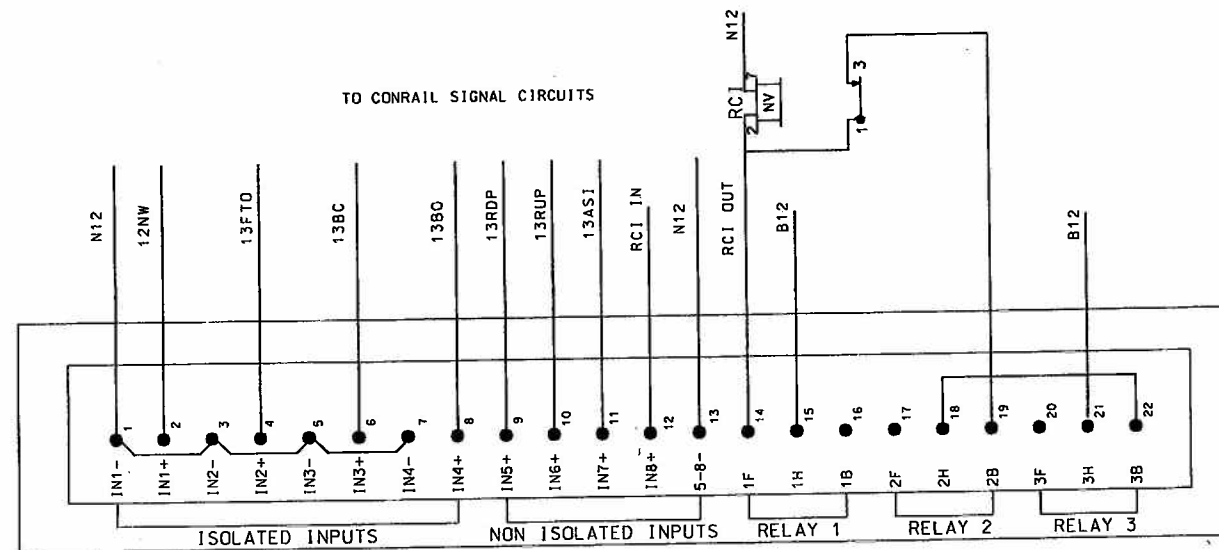 TO CONRAIL SIGNAL CIRCUITS
N12
7
RCI
NV
2
3
1
N12
12NW
13FTO
13BC
13BO
13RDP
13RUP
13ASI
RCI IN
N12
RCI OUT
B12
B12
1 2 3 4 5 6 7 8 9 10 11 12 13 14 15 16 17 18 19 20 21 22
IN1- IN1+ IN2- IN2+ IN3- IN3+ IN4- IN4+ IN5+ IN6+ IN7+ IN8+ 5-8- 1F 1H 1B 2F 2H 2B 3F 3H 3B
ISOLATED INPUTS NON ISOLATED INPUTS RELAY 1 RELAY 2 RELAY 3